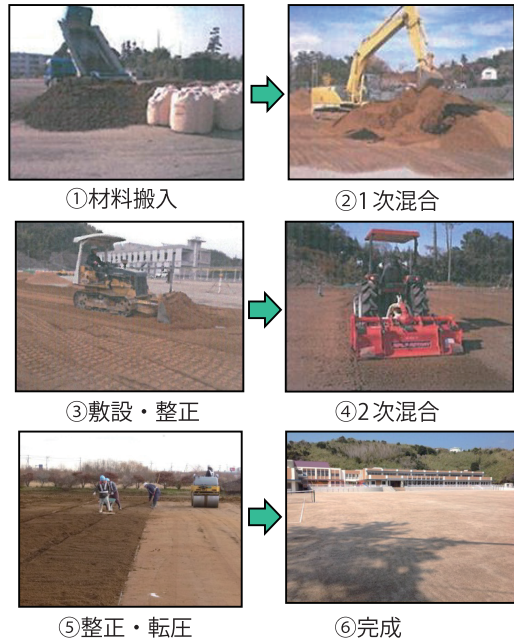 ①材料搬入
②1次混合
③敷設・整正
④2次混合
⑤整正・転圧
⑥完成